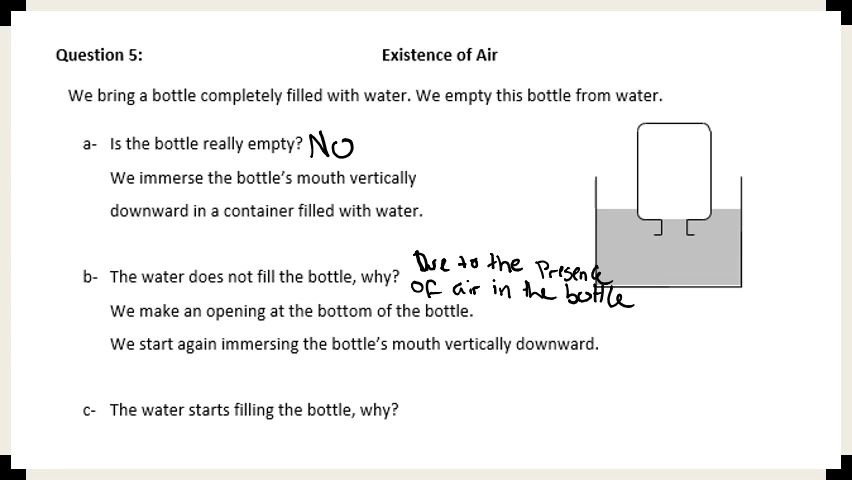 Question 5: Existence of Air
We bring a bottle completely filled with water. We empty this bottle from water.
a- Is the bottle really empty? NO
We immerse the bottle's mouth vertically
downward in a container filled with water.
b- The water does not fill the bottle, why? Due to the Presence
of air in the bottle
We make an opening at the bottom of the bottle.
We start again immersing the bottle's mouth vertically downward.
c- The water starts filling the bottle, why?